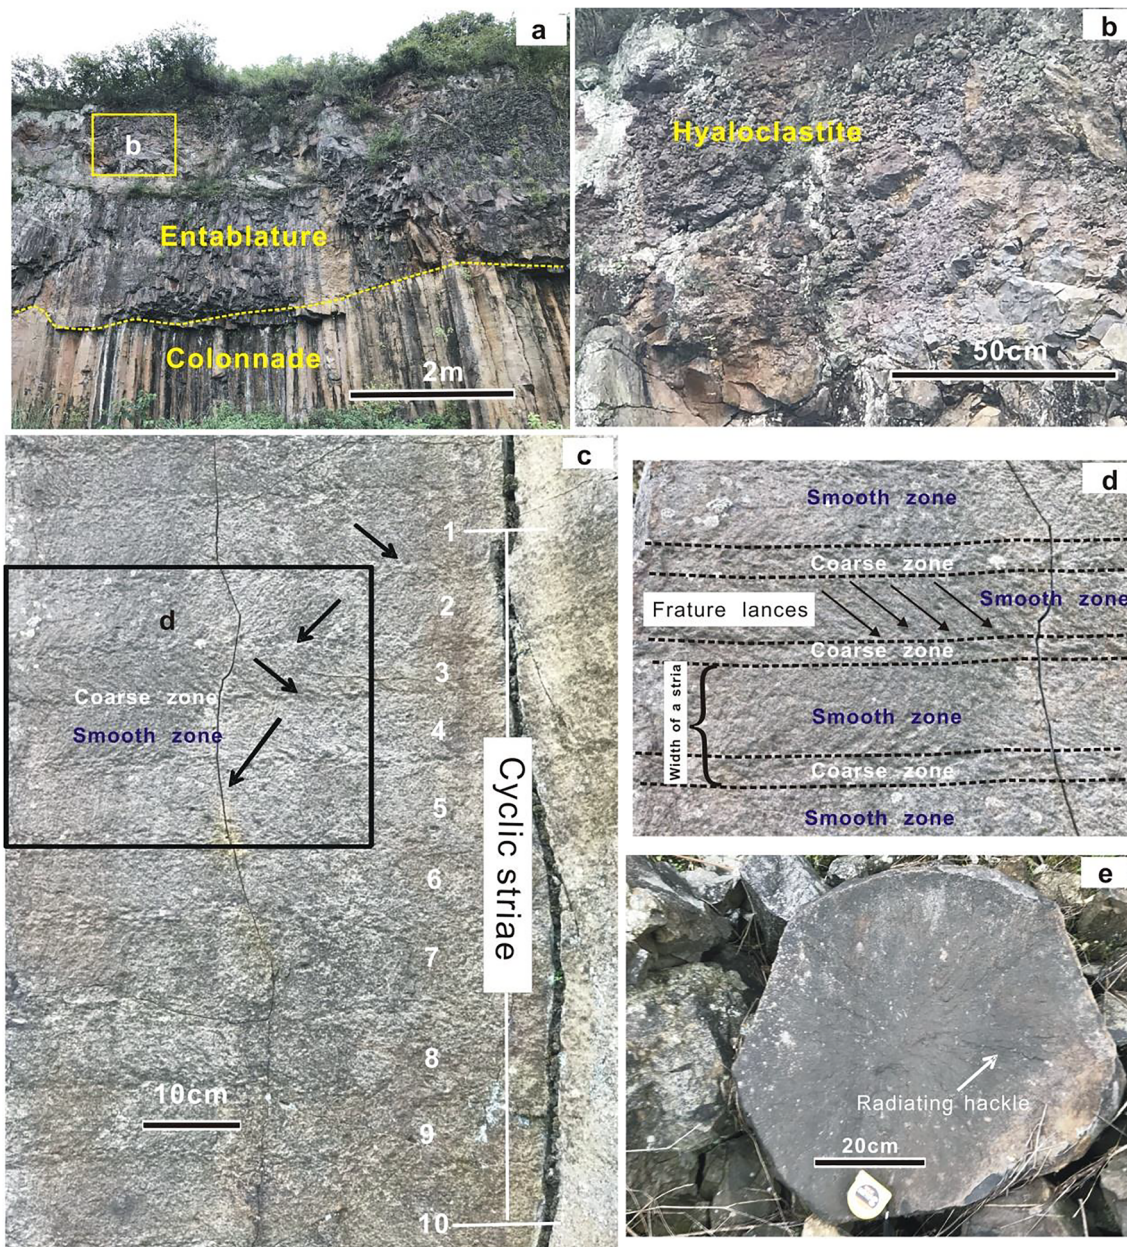 a
b
Entablature
Colonnade
2m
b
Hyaloclastite
50cm
c
1
2
d
3
Coarse zone
Smooth zone
4
5
6
7
8
9
10
Cyclic striae
10cm
d
Smooth zone
Coarse zone
Frature lances
Smooth zone
Coarse zone
Width of a stria
Smooth zone
Coarse zone
Smooth zone
e
Radiating hackle
20cm